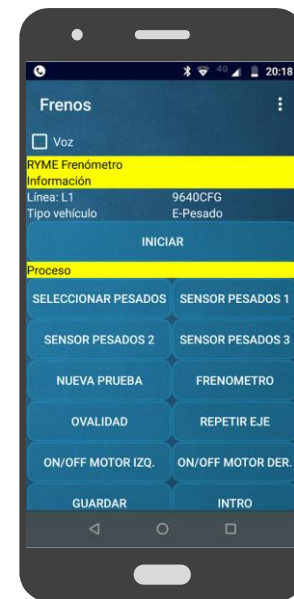 4G 20:18
Frenos
Voz
RYME Frenómetro
Información
Línea: L1 9640CFG
Tipo vehículo E-Pesado
INICIAR
Proceso
SELECCIONAR PESADOS SENSOR PESADOS 1
SENSOR PESADOS 2 SENSOR PESADOS 3
NUEVA PRUEBA FRENOMETRO
OVALIDAD REPETIR EJE
ON/OFF MOTOR IZQ. ON/OFF MOTOR DER.
GUARDAR INTRO